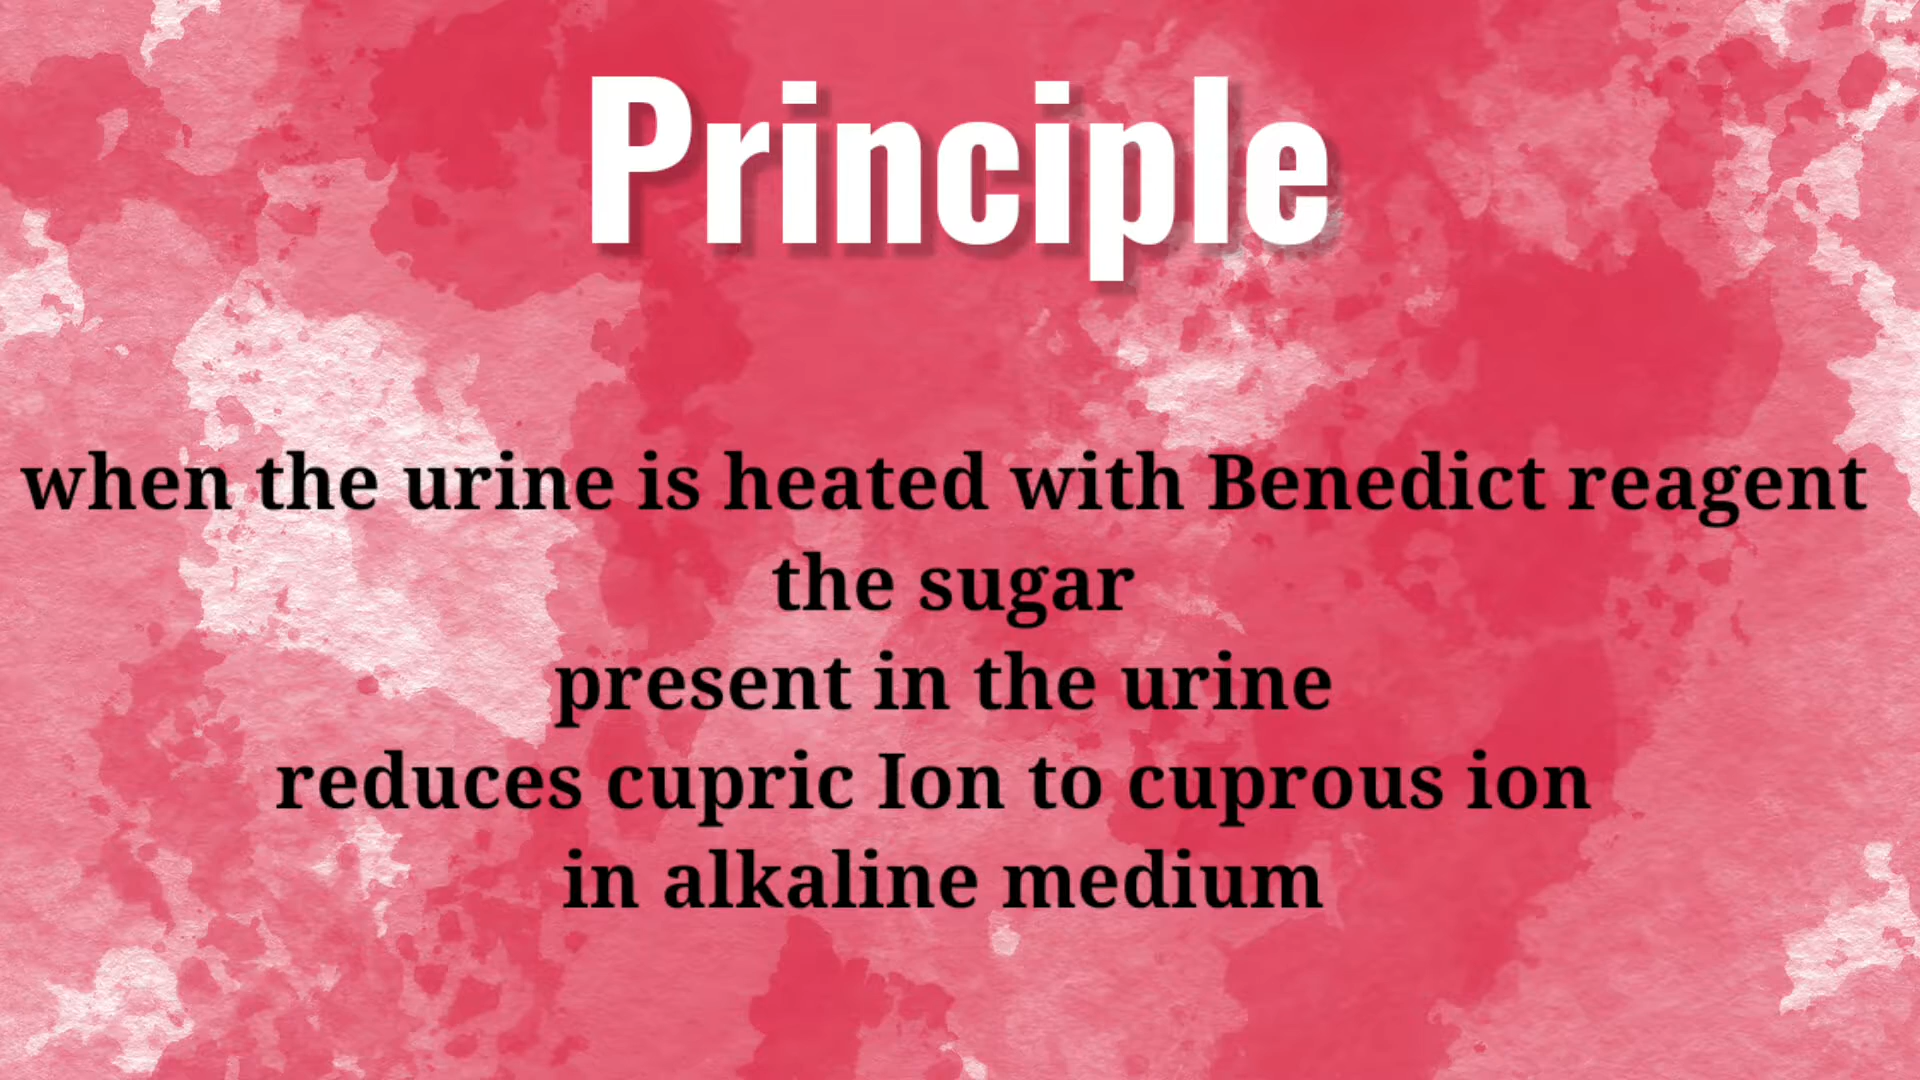 Principle
when the urine is heated with Benedict reagent
the sugar
present in the urine
reduces cupric Ion to cuprous ion
in alkaline medium